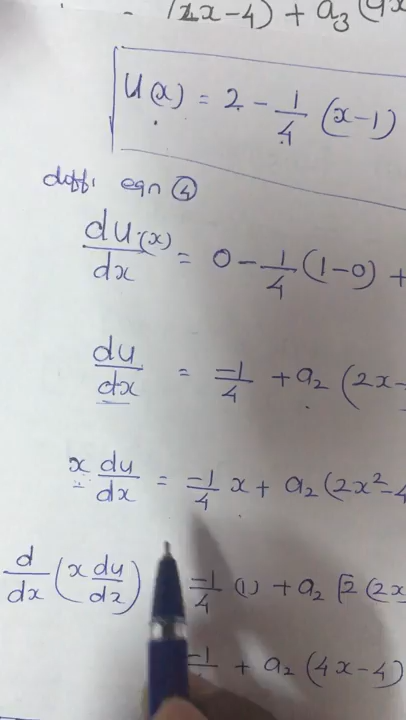 (2x-4) + a₃(4x
U(x) = 2 - 1/4 (x-1)
diff. eqn ④
dU(x)/dx = 0 - 1/4 (1-0) +
du/dx = -1/4 + a₂ (2x-
x du/dx = -1/4 x + a₂ (2x²-4
d/dx (x du/dx) -1/4 (1) + a₂ [2 (2x
-1/ + a₂ (4x-4)